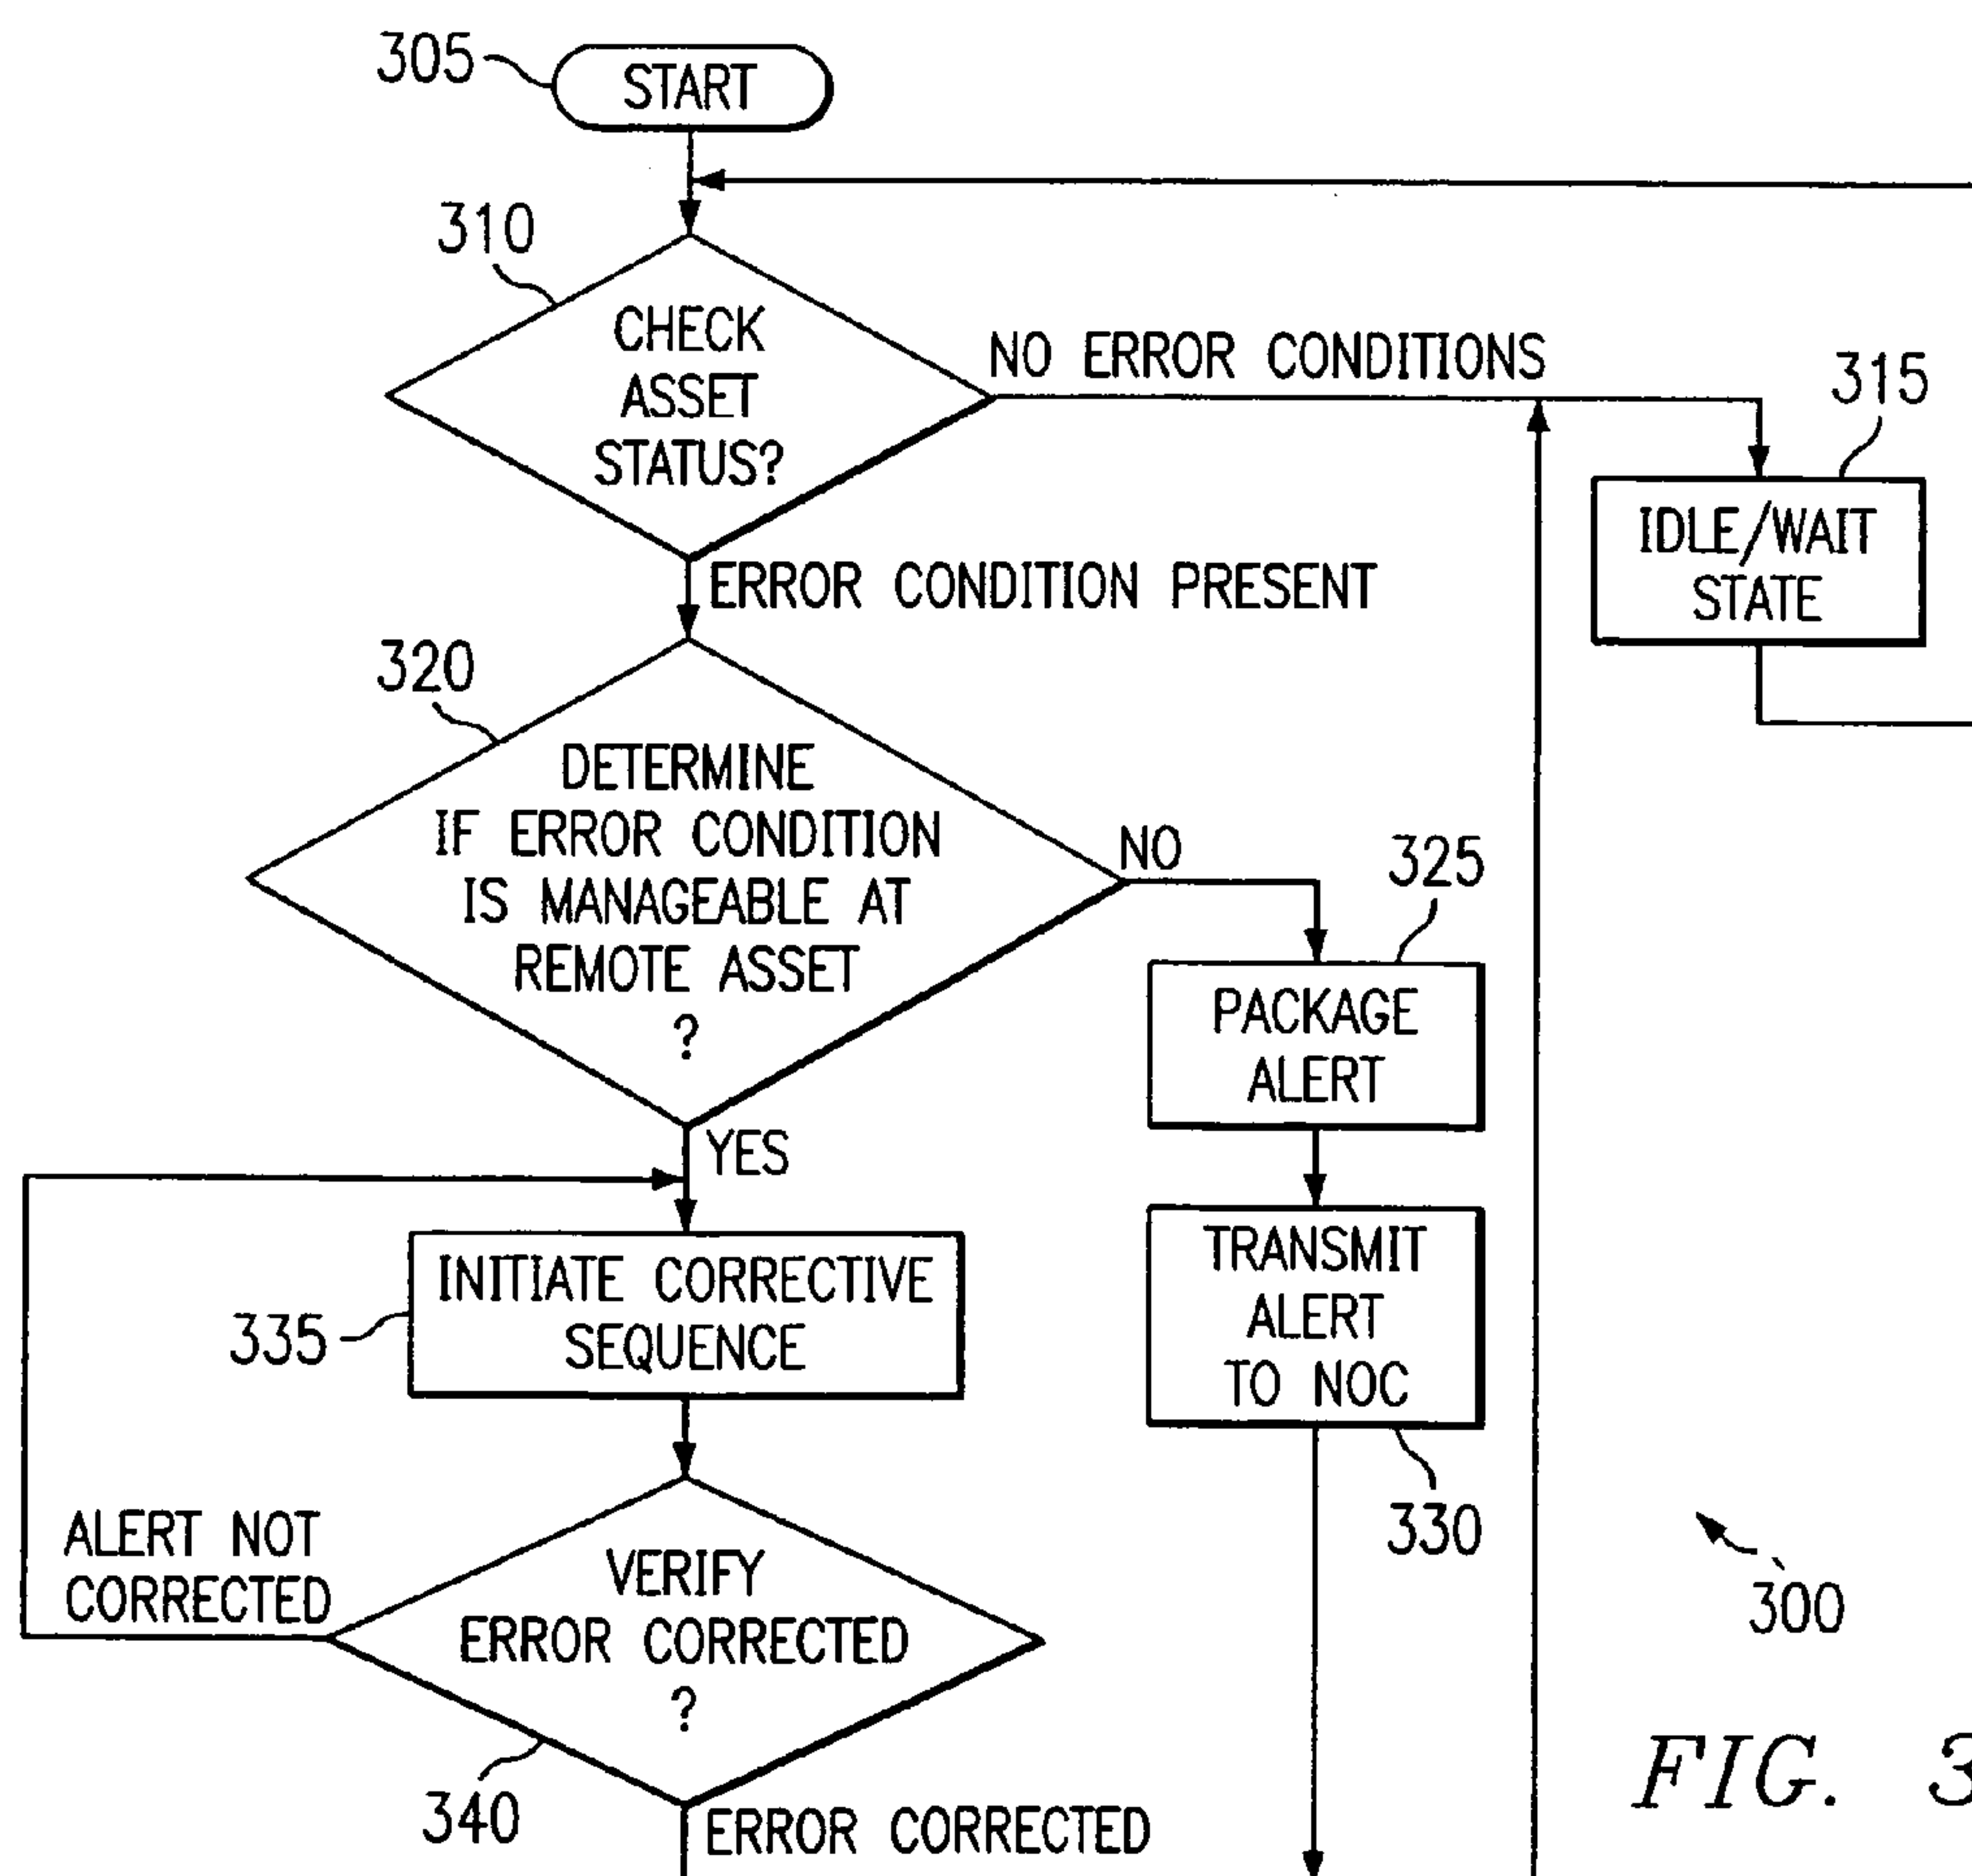 305
START
310
CHECK
ASSET
STATUS?
NO ERROR CONDITIONS
315
IDLE/WAIT
STATE
ERROR CONDITION PRESENT
320
DETERMINE
IF ERROR CONDITION
IS MANAGEABLE AT
REMOTE ASSET
?
NO
325
PACKAGE
ALERT
YES
INITIATE CORRECTIVE
SEQUENCE
335
TRANSMIT
ALERT
TO NOC
330
ALERT NOT
CORRECTED
VERIFY
ERROR CORRECTED
?
340
300
ERROR CORRECTED
FIG. 3